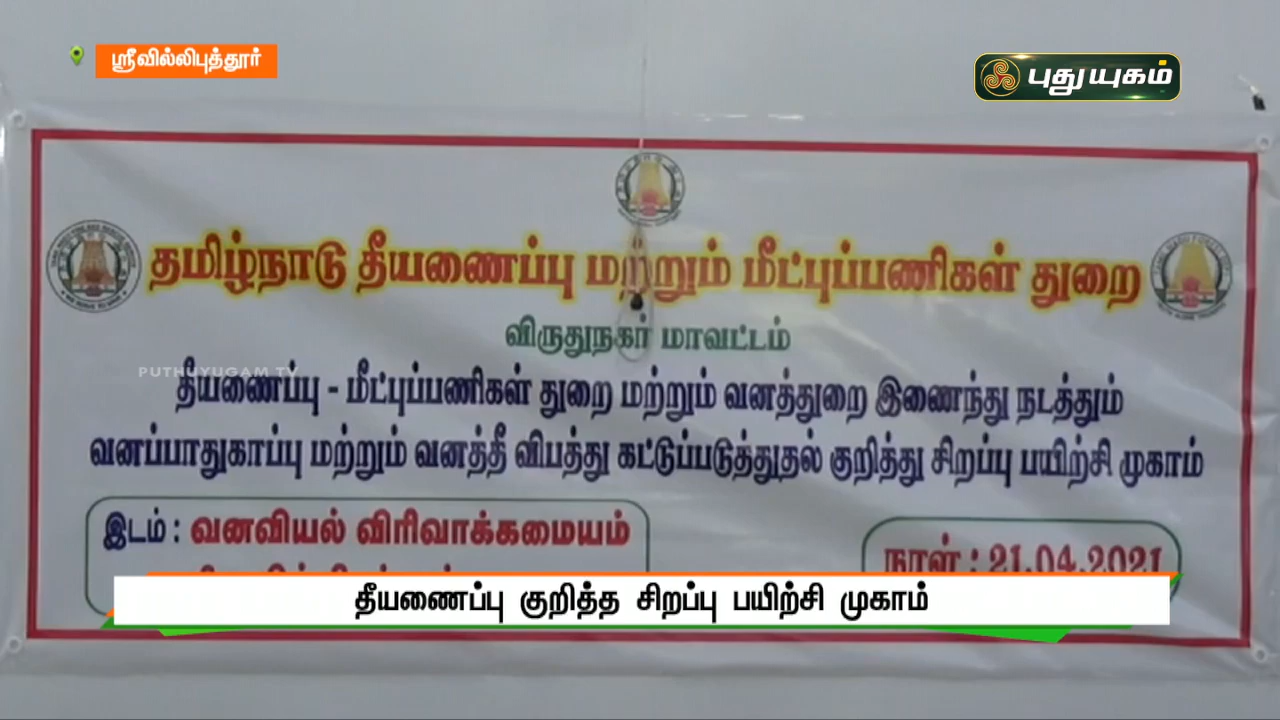 ஸ்ரீவில்லிபுத்தூர்
புதுயுகம்
தமிழ்நாடு தீயணைப்பு மற்றும் மீட்புப்பணிகள் துறை
விருதுநகர் மாவட்டம்
PUTHUYUGAM TV
தீயணைப்பு - மீட்புப்பணிகள் துறை மற்றும் வனத்துறை இணைந்து நடத்தும்
வனப்பாதுகாப்பு மற்றும் வனத்தீ விபத்து கட்டுப்படுத்துதல் குறித்து சிறப்பு பயிற்சி முகாம்
இடம் : வனவியல் விரிவாக்கமையம்
நாள் : 21.04.2021
தீயணைப்பு குறித்த சிறப்பு பயிற்சி முகாம்